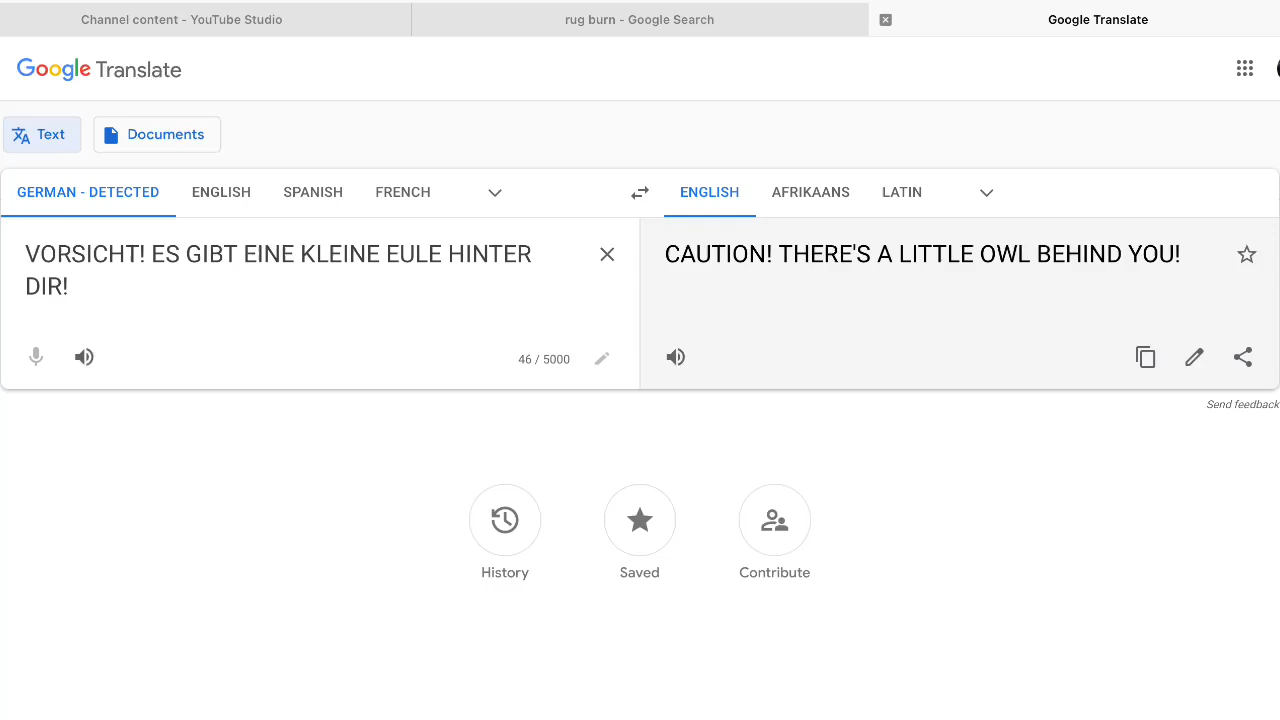 Channel content - YouTube Studio
rug burn - Google Search
Google Translate
Google Translate
Text
Documents
GERMAN - DETECTED
ENGLISH
SPANISH
FRENCH
ENGLISH
AFRIKAANS
LATIN
VORSICHT! ES GIBT EINE KLEINE EULE HINTER
DIR!
CAUTION! THERE'S A LITTLE OWL BEHIND YOU!
46 / 5000
Send feedback
History
Saved
Contribute